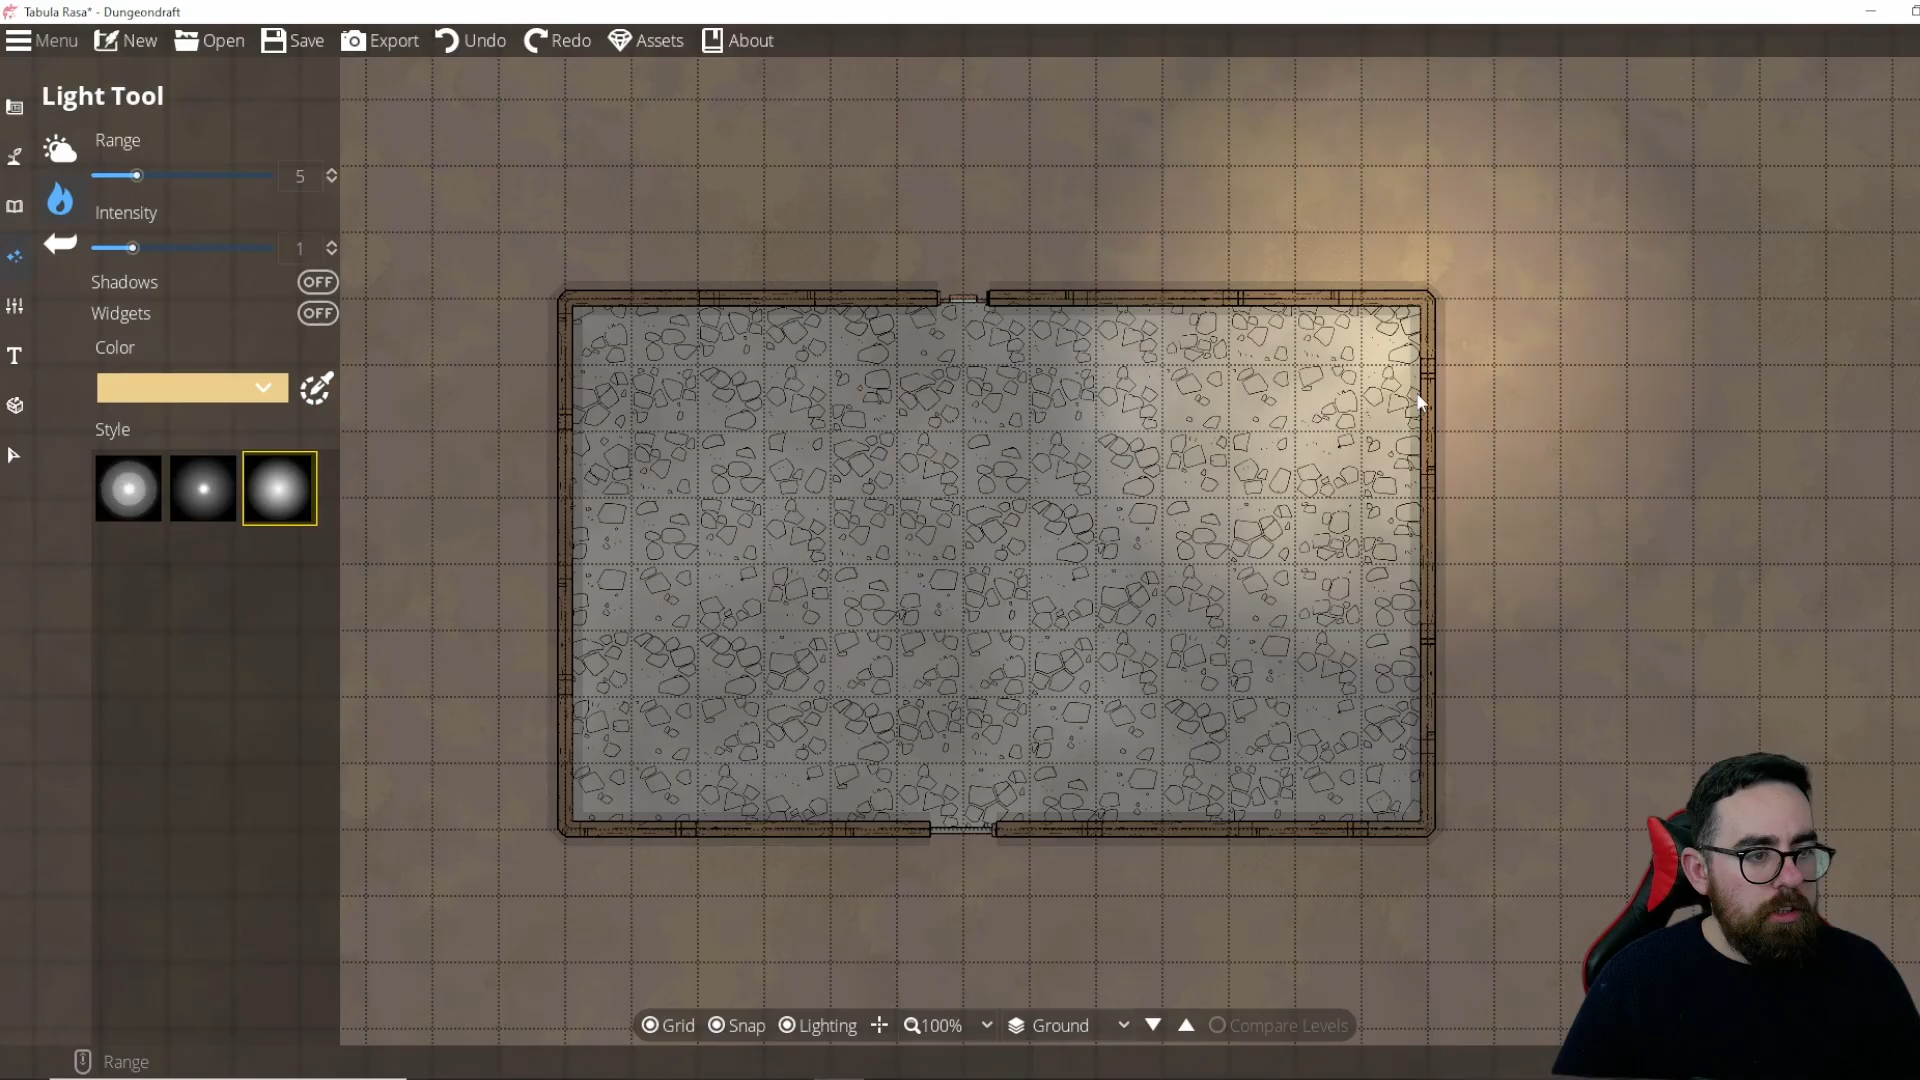 Tabula Rasa* - Dungeondraft
Menu New Open Save Export Undo Redo Assets About
Light Tool
Range
5
Intensity
1
Shadows OFF
Widgets OFF
Color
Style
T
Grid Snap Lighting 100% Ground Compare Levels
Range